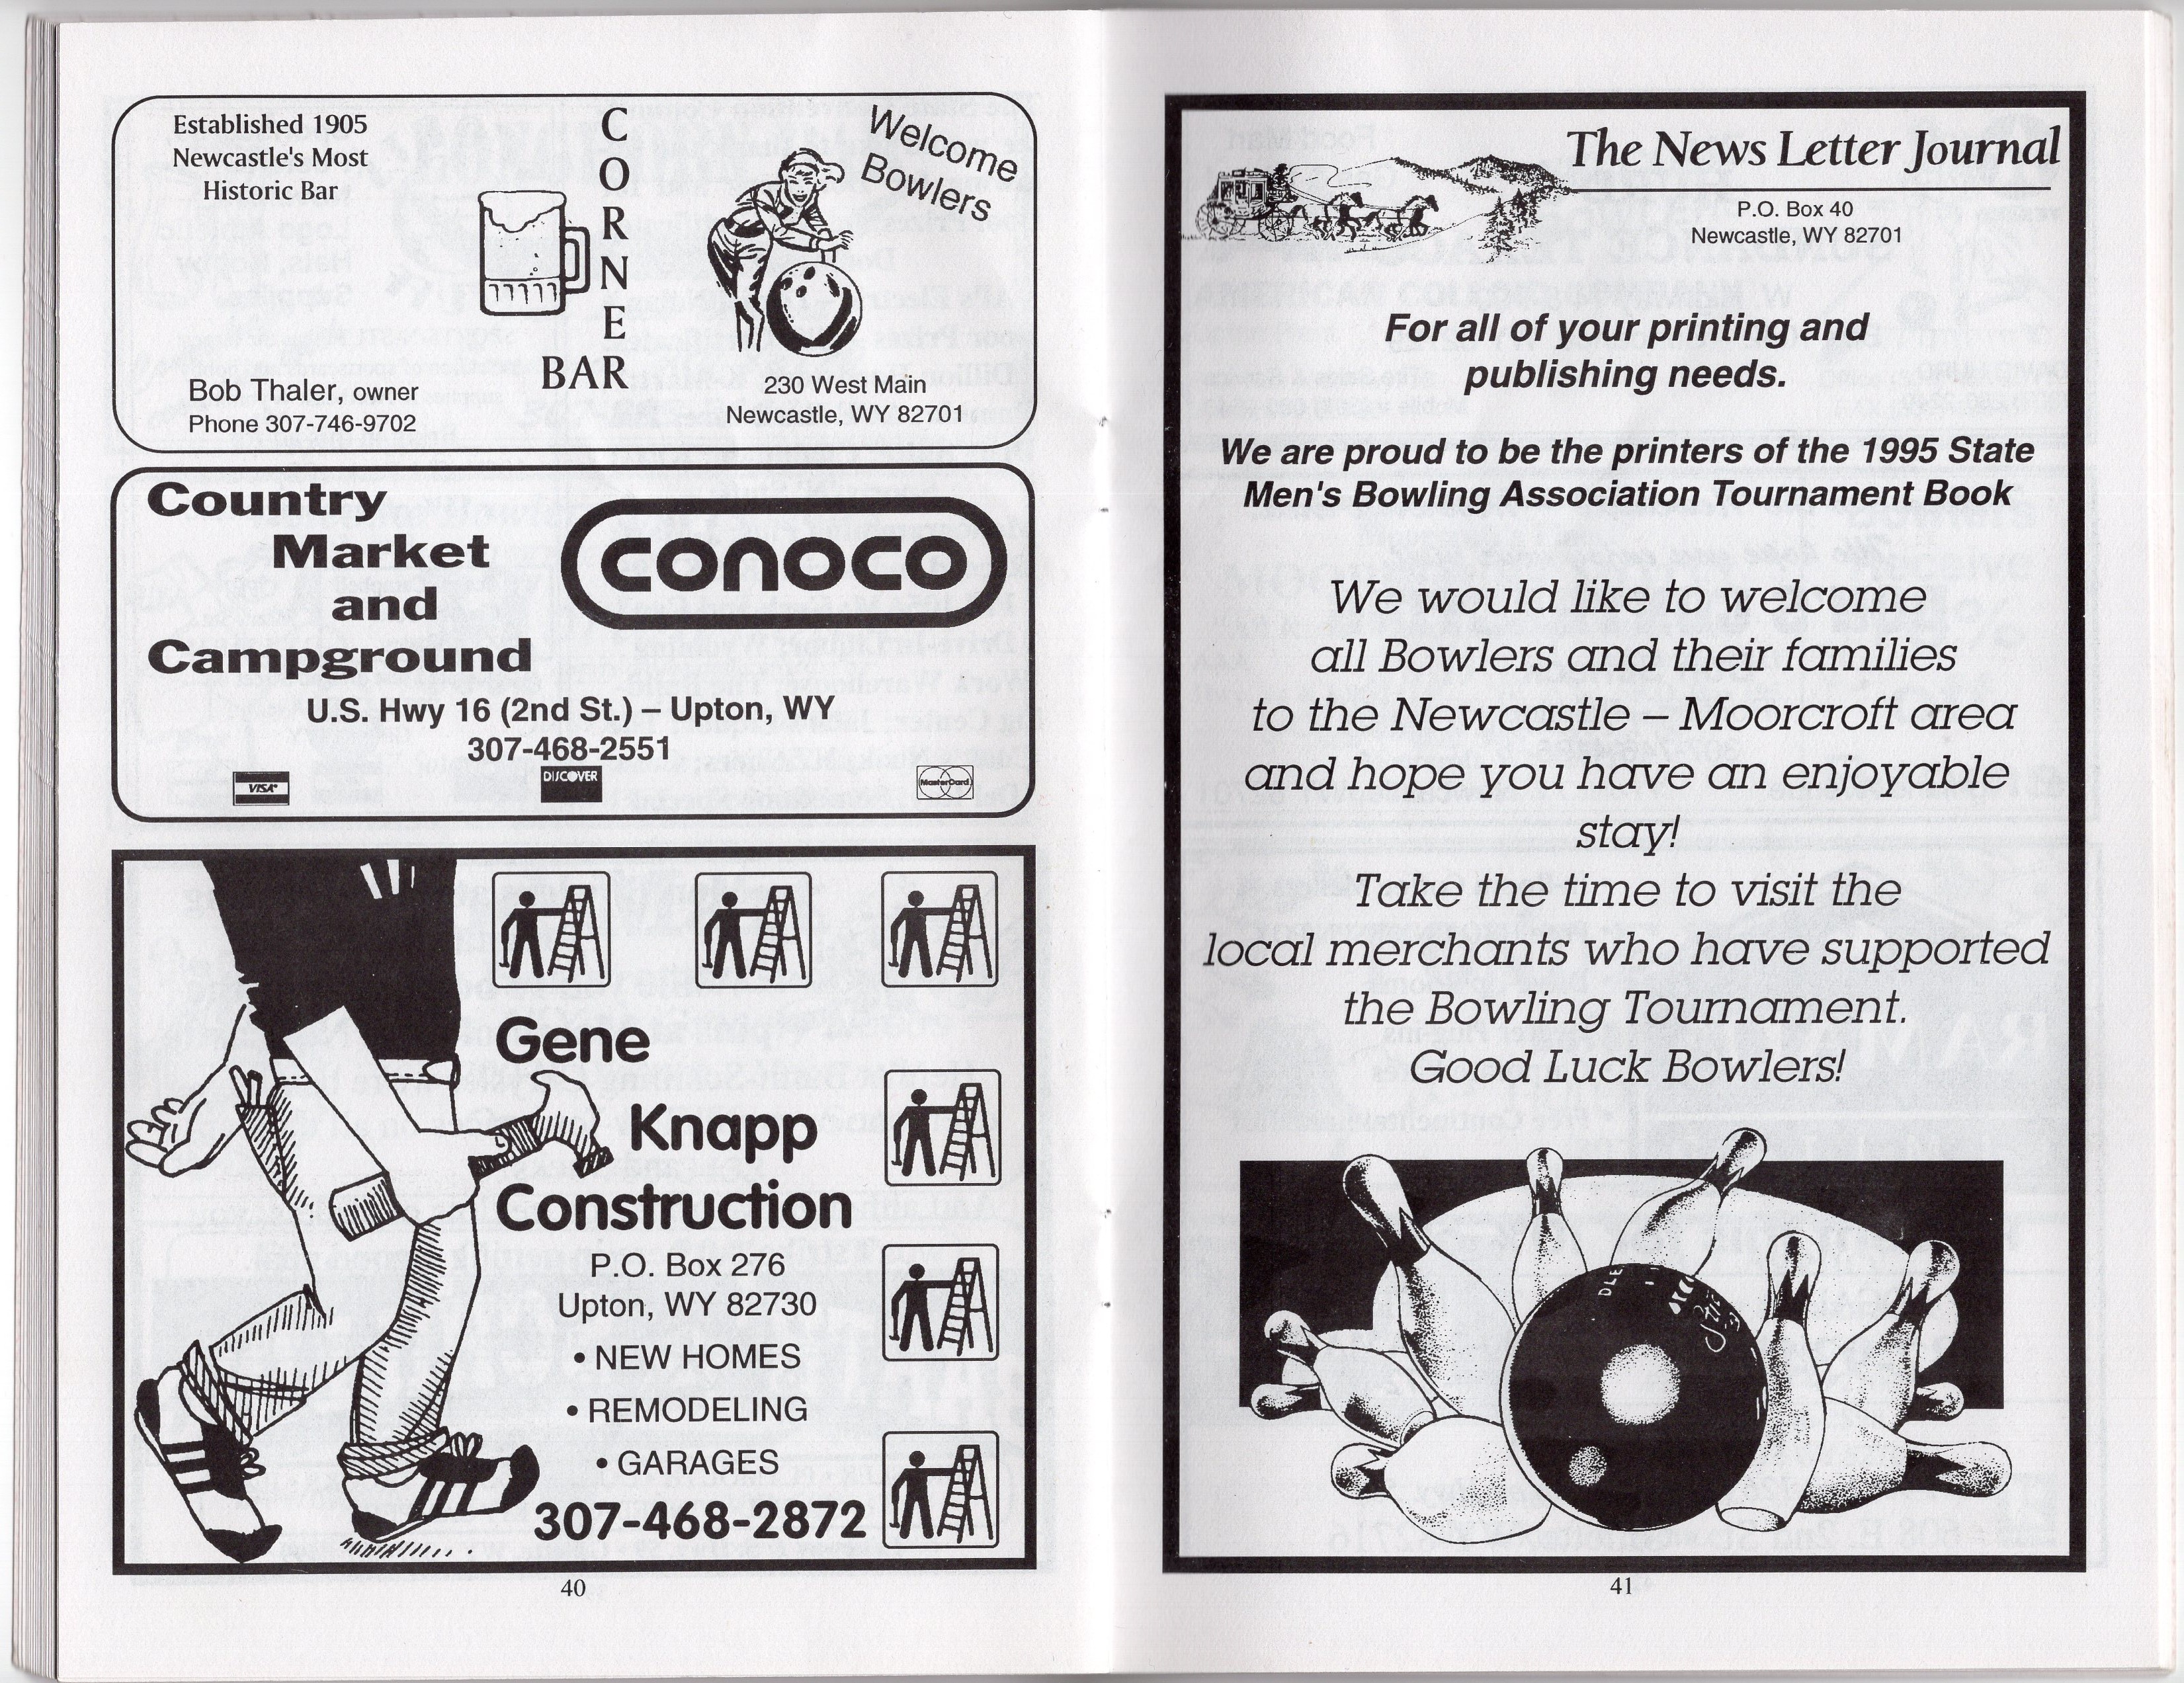 Established 1905
Newcastle's Most
Historic Bar
CORNER
BAR
Welcome
Bowlers
Bob Thaler, owner
Phone 307-746-9702
230 West Main
Newcastle, WY 82701
Country
Market
and
Campground
CONOCO
U.S. Hwy 16 (2nd St.) – Upton, WY
307-468-2551
VISA
DISCOVER
MasterCard
Gene
Knapp
Construction
P.O. Box 276
Upton, WY 82730
• NEW HOMES
• REMODELING
• GARAGES
307-468-2872
40
The News Letter Journal
P.O. Box 40
Newcastle, WY 82701
For all of your printing and
publishing needs.
We are proud to be the printers of the 1995 State
Men's Bowling Association Tournament Book
We would like to welcome
all Bowlers and their families
to the Newcastle – Moorcroft area
and hope you have an enjoyable
stay!
Take the time to visit the
local merchants who have supported
the Bowling Tournament.
Good Luck Bowlers!
41